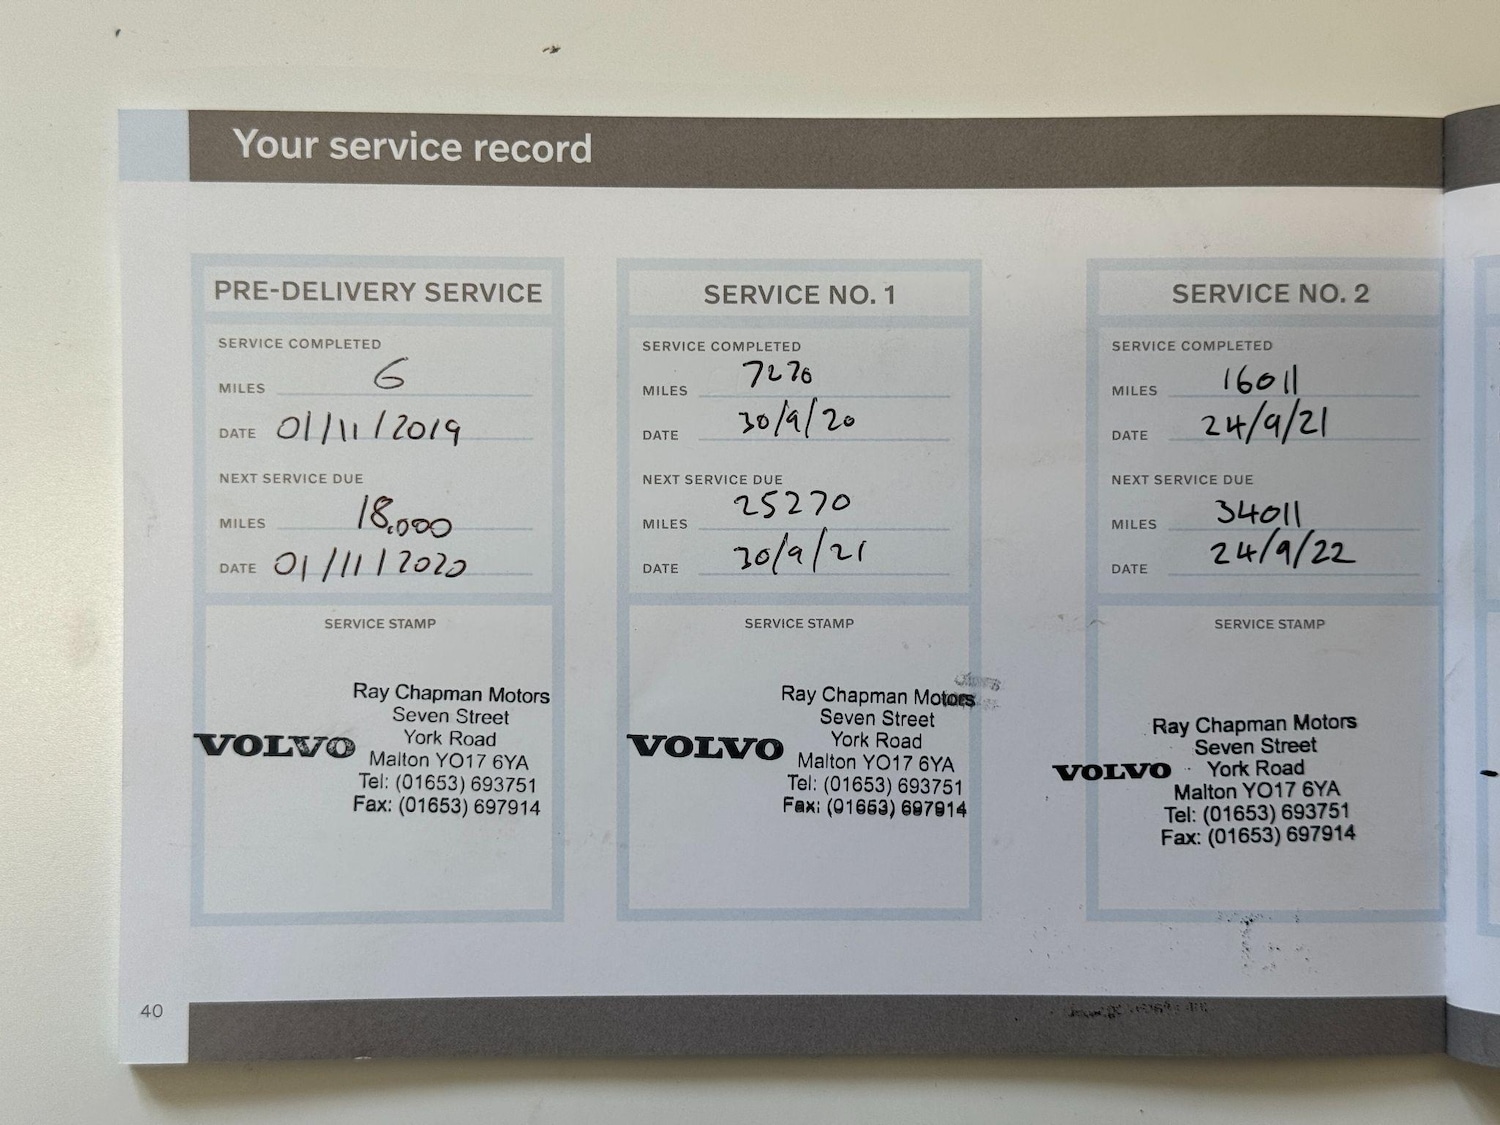 Your service record
PRE-DELIVERY SERVICE
SERVICE COMPLETED
MILES 6
DATE 01/11/2019
NEXT SERVICE DUE
MILES 18,000
DATE 01/11/2020
SERVICE STAMP
VOLVO
Ray Chapman Motors
Seven Street
York Road
Malton YO17 6YA
Tel: (01653) 693751
Fax: (01653) 697914
SERVICE NO. 1
SERVICE COMPLETED
MILES 7270
DATE 30/9/20
NEXT SERVICE DUE
MILES 25270
DATE 30/9/21
SERVICE STAMP
VOLVO
Ray Chapman Motors
Seven Street
York Road
Malton YO17 6YA
Tel: (01653) 693751
Fax: (01653) 697914
SERVICE NO. 2
SERVICE COMPLETED
MILES 16011
DATE 24/9/21
NEXT SERVICE DUE
MILES 34011
DATE 24/9/22
SERVICE STAMP
VOLVO
Ray Chapman Motors
Seven Street
York Road
Malton YO17 6YA
Tel: (01653) 693751
Fax: (01653) 697914
40